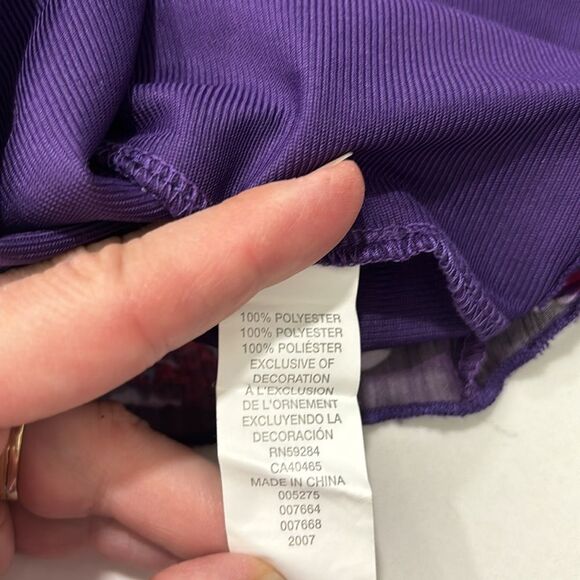 100% POLYESTER
100% POLYESTER
100% POLIÉSTER
EXCLUSIVE OF
DECORATION
À L'EXCLUSION
DE L'ORNEMENT
EXCLUYENDO LA
DECORACIÓN
RN59284
CA40465
MADE IN CHINA
005275
007664
007668
2007